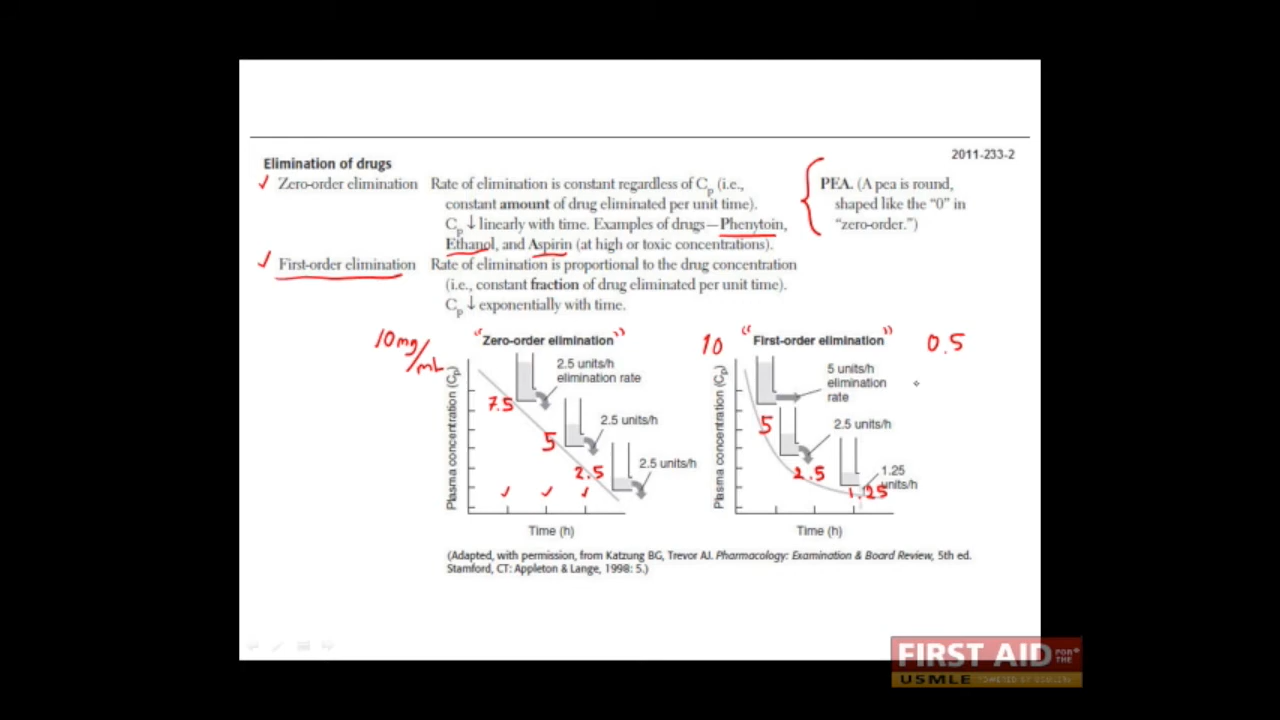 2011-233-2
Elimination of drugs
✓ Zero-order elimination Rate of elimination is constant regardless of Cp (i.e.,
constant amount of drug eliminated per unit time).
Cp ↓ linearly with time. Examples of drugs—Phenytoin,
Ethanol, and Aspirin (at high or toxic concentrations).
PEA. (A pea is round,
shaped like the “0” in
“zero-order.”)
✓ First-order elimination Rate of elimination is proportional to the drug concentration
(i.e., constant fraction of drug eliminated per unit time).
Cp ↓ exponentially with time.
10mg/mL
"Zero-order elimination"
2.5 units/h
elimination rate
7.5
2.5 units/h
5
2.5 units/h
2.5
✓ ✓ ✓
Plasma concentration (Cp)
Time (h)
10
"First-order elimination"
0.5
5 units/h
elimination
rate
5
2.5 units/h
2.5
1.25
units/h
1.25
Plasma concentration (Cp)
Time (h)
(Adapted, with permission, from Katzung BG, Trevor AJ. Pharmacology: Examination & Board Review, 5th ed.
Stamford, CT: Appleton & Lange, 1998: 5.)
FIRST AID FOR THE
USMLE